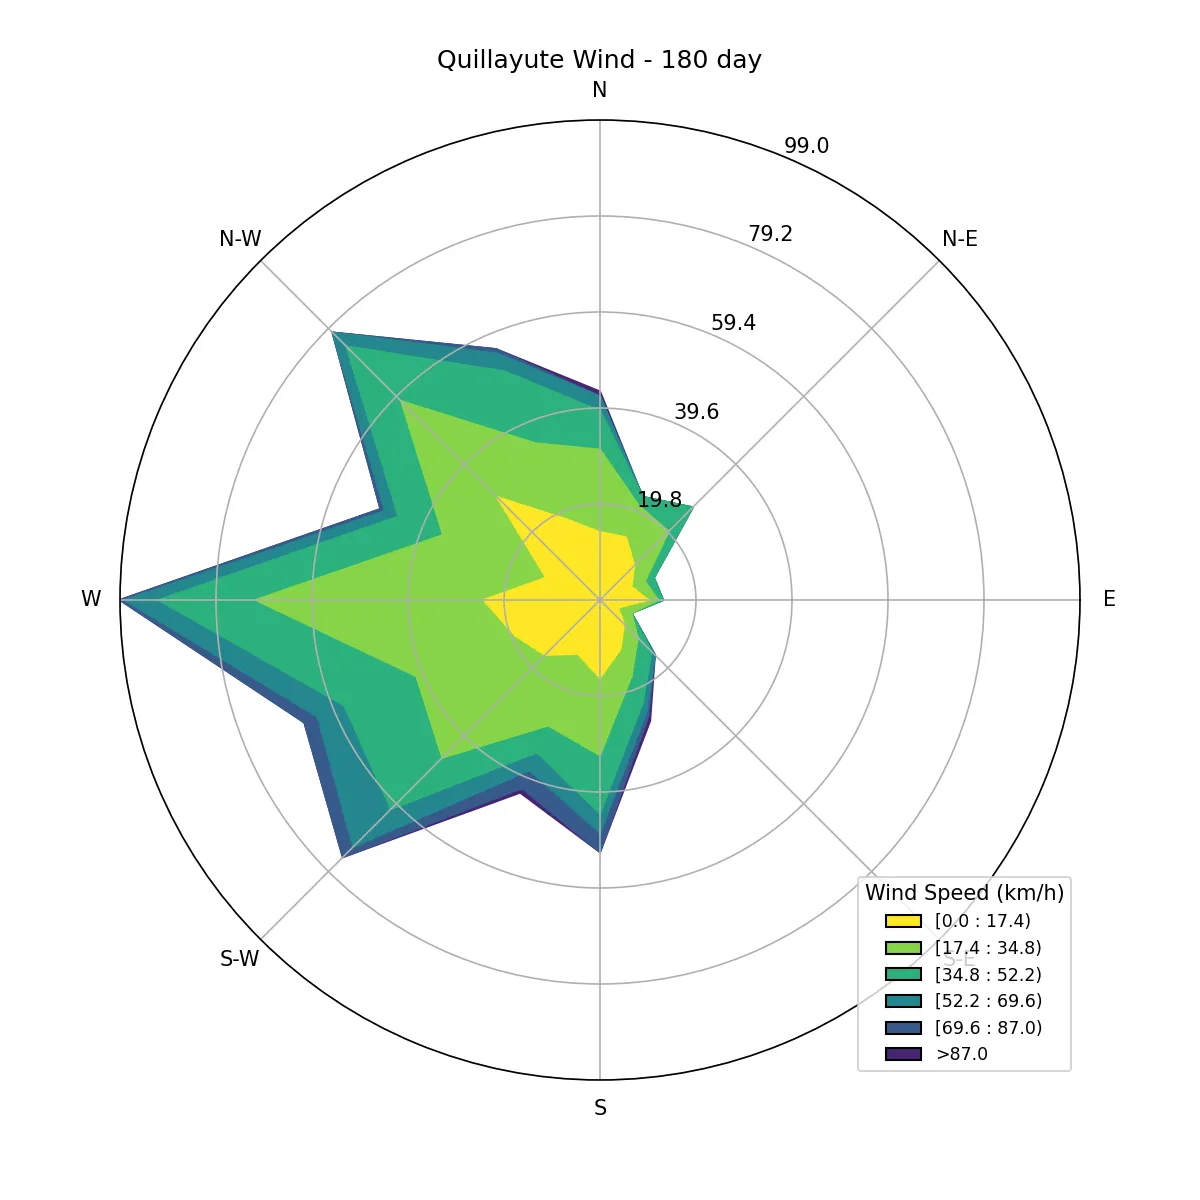 Quillayute Wind - 180 day
N
99.0
N-W
79.2
N-E
59.4
39.6
19.8
W
E
S-W
S-E
S
Wind Speed (km/h)
[0.0 : 17.4)
[17.4 : 34.8)
[34.8 : 52.2)
[52.2 : 69.6)
[69.6 : 87.0)
>87.0